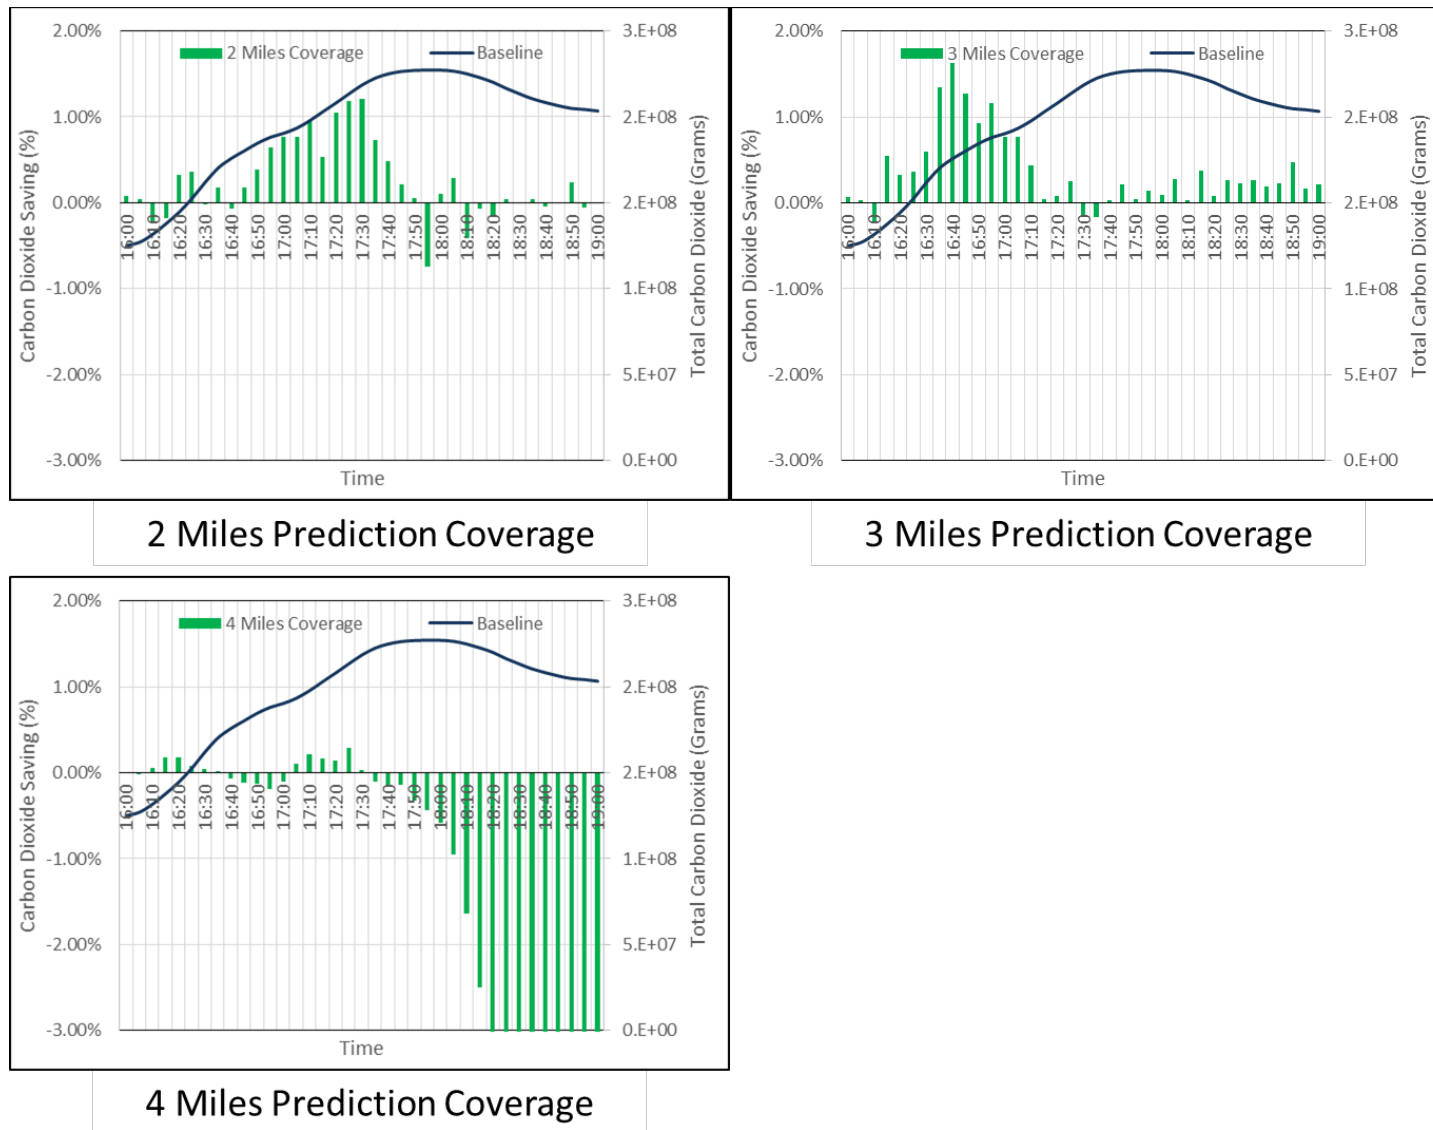 2.00%
1.00%
0.00%
-1.00%
-2.00%
-3.00%
Carbon Dioxide Saving (%)
2 Miles Coverage
Baseline
16:00
16:10
16:20
16:30
16:40
16:50
17:00
17:10
17:20
17:30
17:40
17:50
18:00
18:10
18:20
18:30
18:40
18:50
19:00
Time
3.E+08
2.E+08
2.E+08
1.E+08
5.E+07
0.E+00
Total Carbon Dioxide (Grams)
2 Miles Prediction Coverage
2.00%
1.00%
0.00%
-1.00%
-2.00%
-3.00%
Carbon Dioxide Saving (%)
3 Miles Coverage
Baseline
16:00
16:10
16:20
16:30
16:40
16:50
17:00
17:10
17:20
17:30
17:40
17:50
18:00
18:10
18:20
18:30
18:40
18:50
19:00
Time
3.E+08
2.E+08
2.E+08
1.E+08
5.E+07
0.E+00
Total Carbon Dioxide (Grams)
3 Miles Prediction Coverage
2.00%
1.00%
0.00%
-1.00%
-2.00%
-3.00%
Carbon Dioxide Saving (%)
4 Miles Coverage
Baseline
16:00
16:10
16:20
16:30
16:40
16:50
17:00
17:10
17:20
17:30
17:40
17:50
18:00
18:10
18:20
18:30
18:40
18:50
19:00
Time
3.E+08
2.E+08
2.E+08
1.E+08
5.E+07
0.E+00
Total Carbon Dioxide (Grams)
4 Miles Prediction Coverage